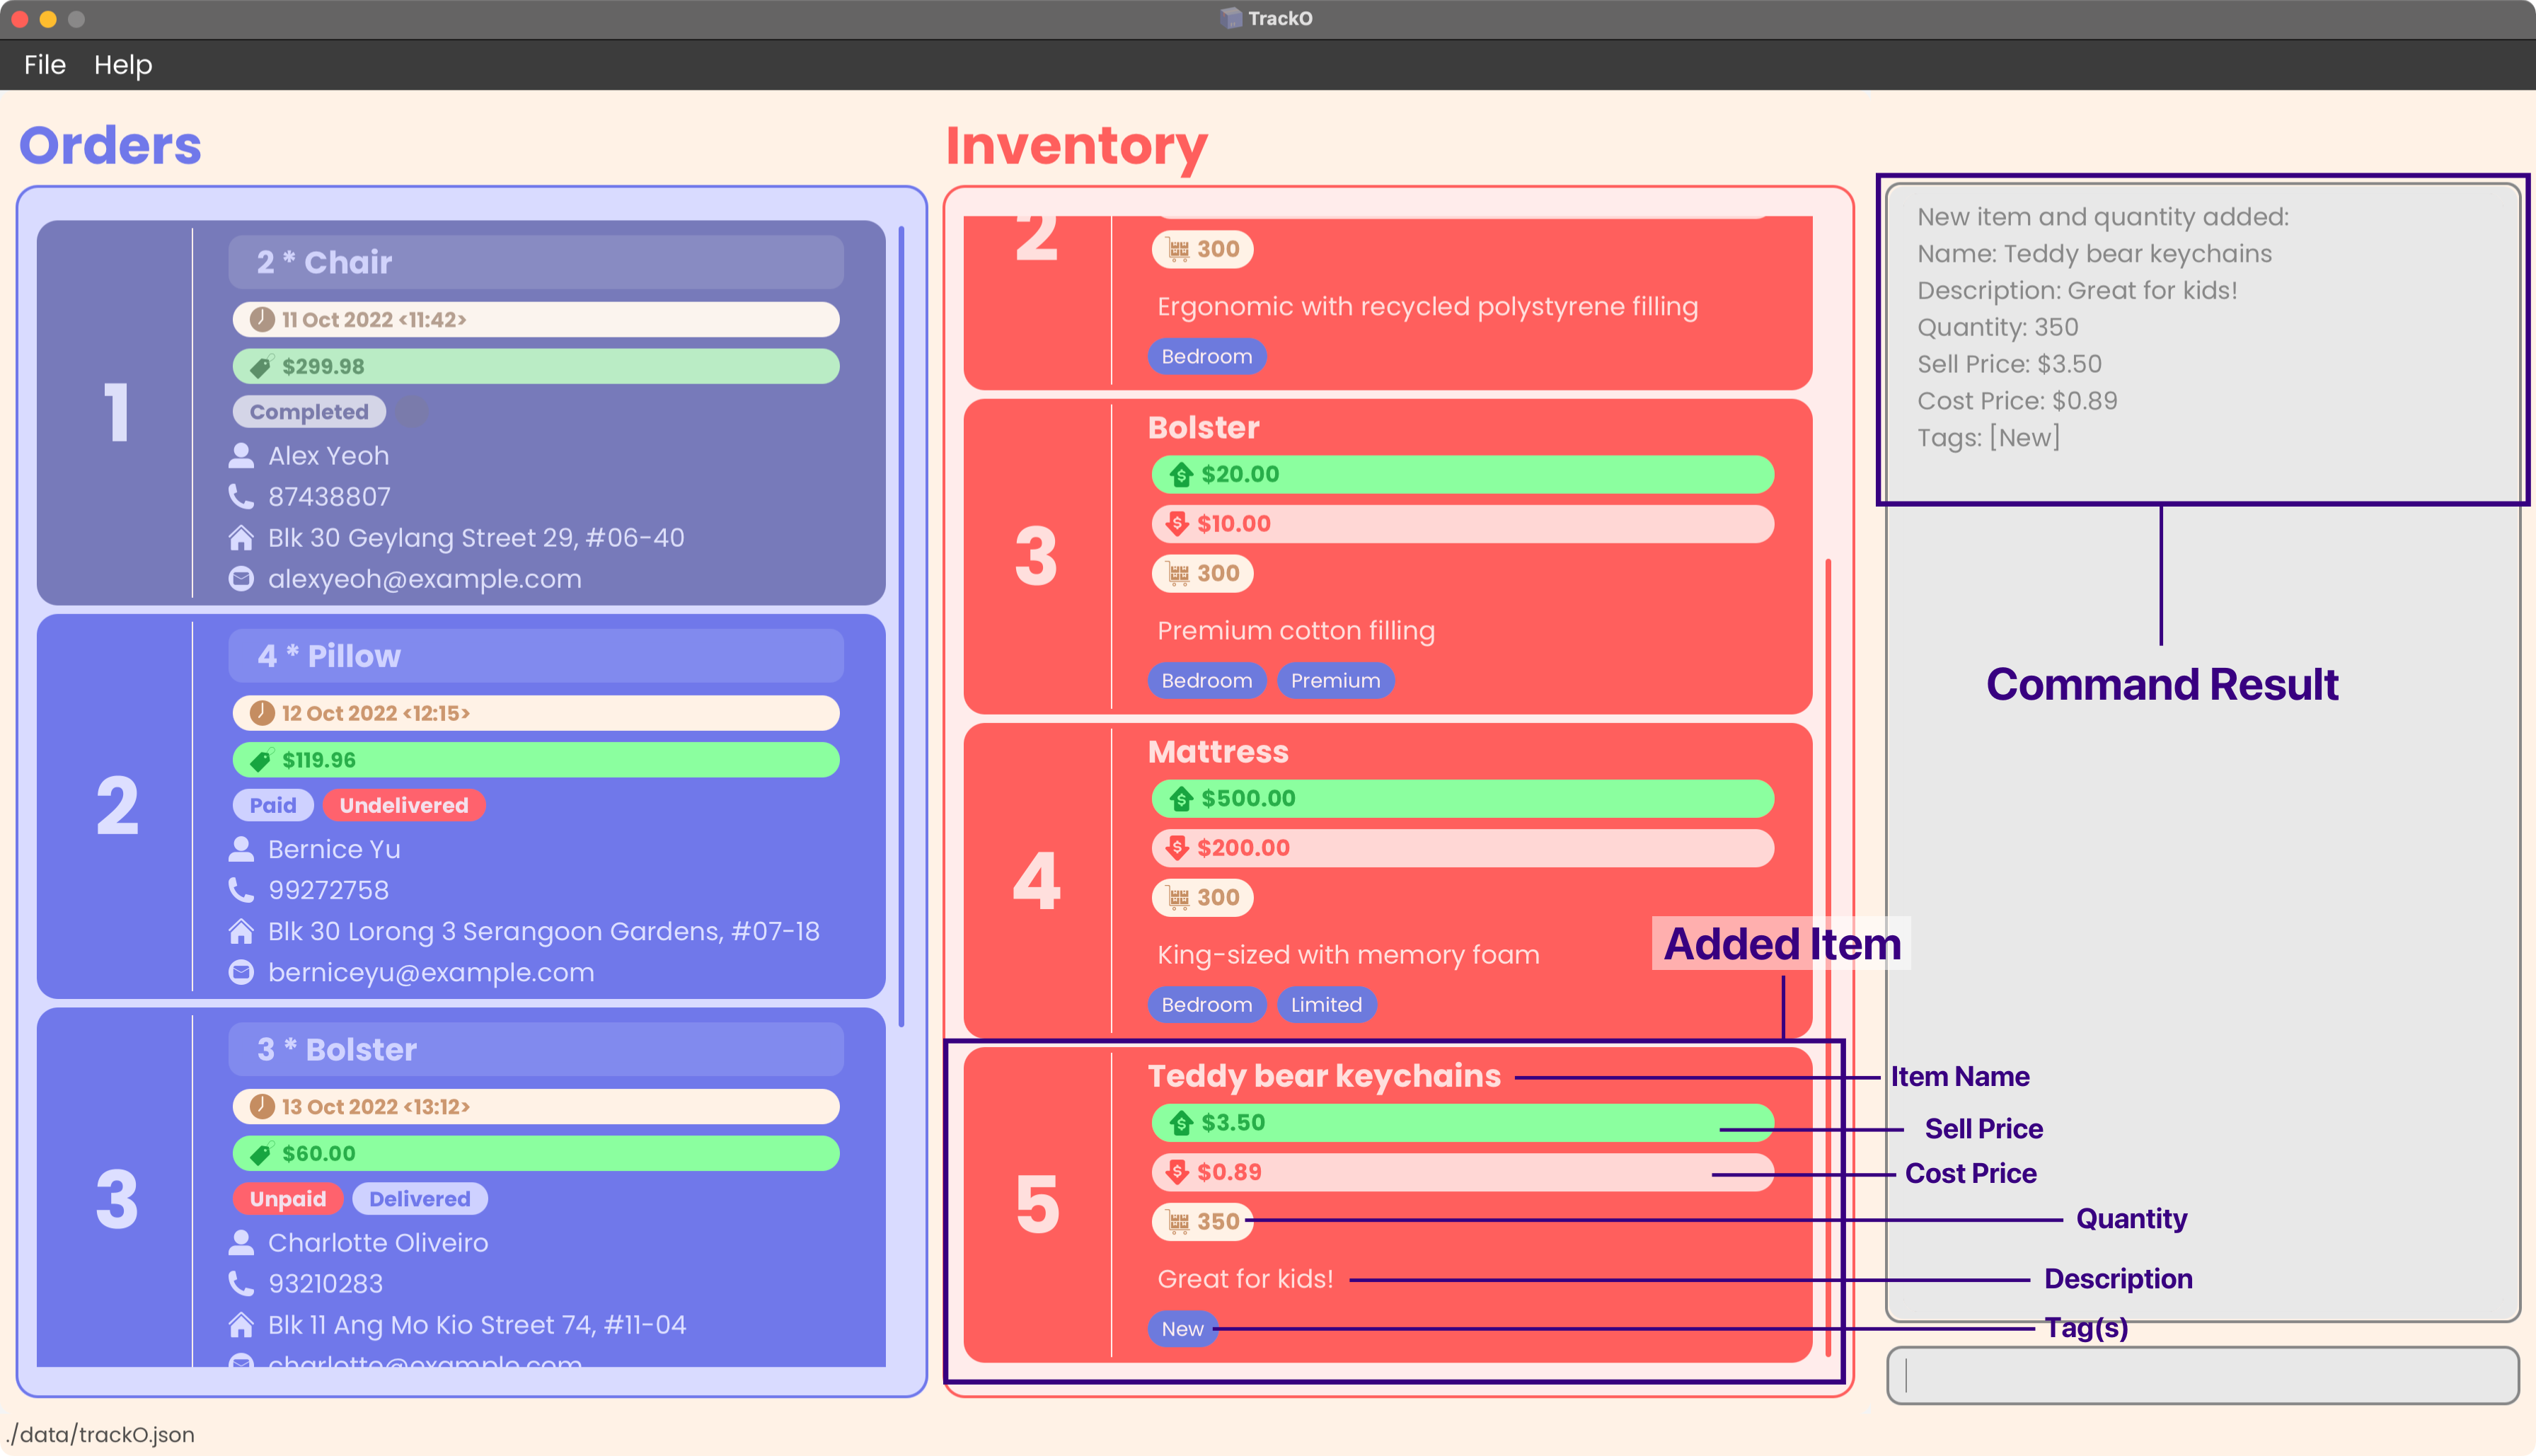 TrackO
File Help
Orders
2 * Chair
11 Oct 2022 <11:42>
$299.98
Completed
1
Alex Yeoh
87438807
Blk 30 Geylang Street 29, #06-40
alexyeoh@example.com
4 * Pillow
12 Oct 2022 <12:15>
$119.96
Paid Undelivered
2
Bernice Yu
99272758
Blk 30 Lorong 3 Serangoon Gardens, #07-18
berniceyu@example.com
3 * Bolster
13 Oct 2022 <13:12>
$60.00
Unpaid Delivered
3
Charlotte Oliveiro
93210283
Blk 11 Ang Mo Kio Street 74, #11-04
charlotte@example.com
Inventory
2
300
Ergonomic with recycled polystyrene filling
Bedroom
Bolster
$20.00
$10.00
3
300
Premium cotton filling
Bedroom Premium
Mattress
$500.00
$200.00
4
300
King-sized with memory foam
Bedroom Limited
Added Item
Teddy bear keychains
$3.50
$0.89
5
350
Great for kids!
New
New item and quantity added:
Name: Teddy bear keychains
Description: Great for kids!
Quantity: 350
Sell Price: $3.50
Cost Price: $0.89
Tags: [New]
Command Result
Item Name
Sell Price
Cost Price
Quantity
Description
Tag(s)
./data/trackO.json